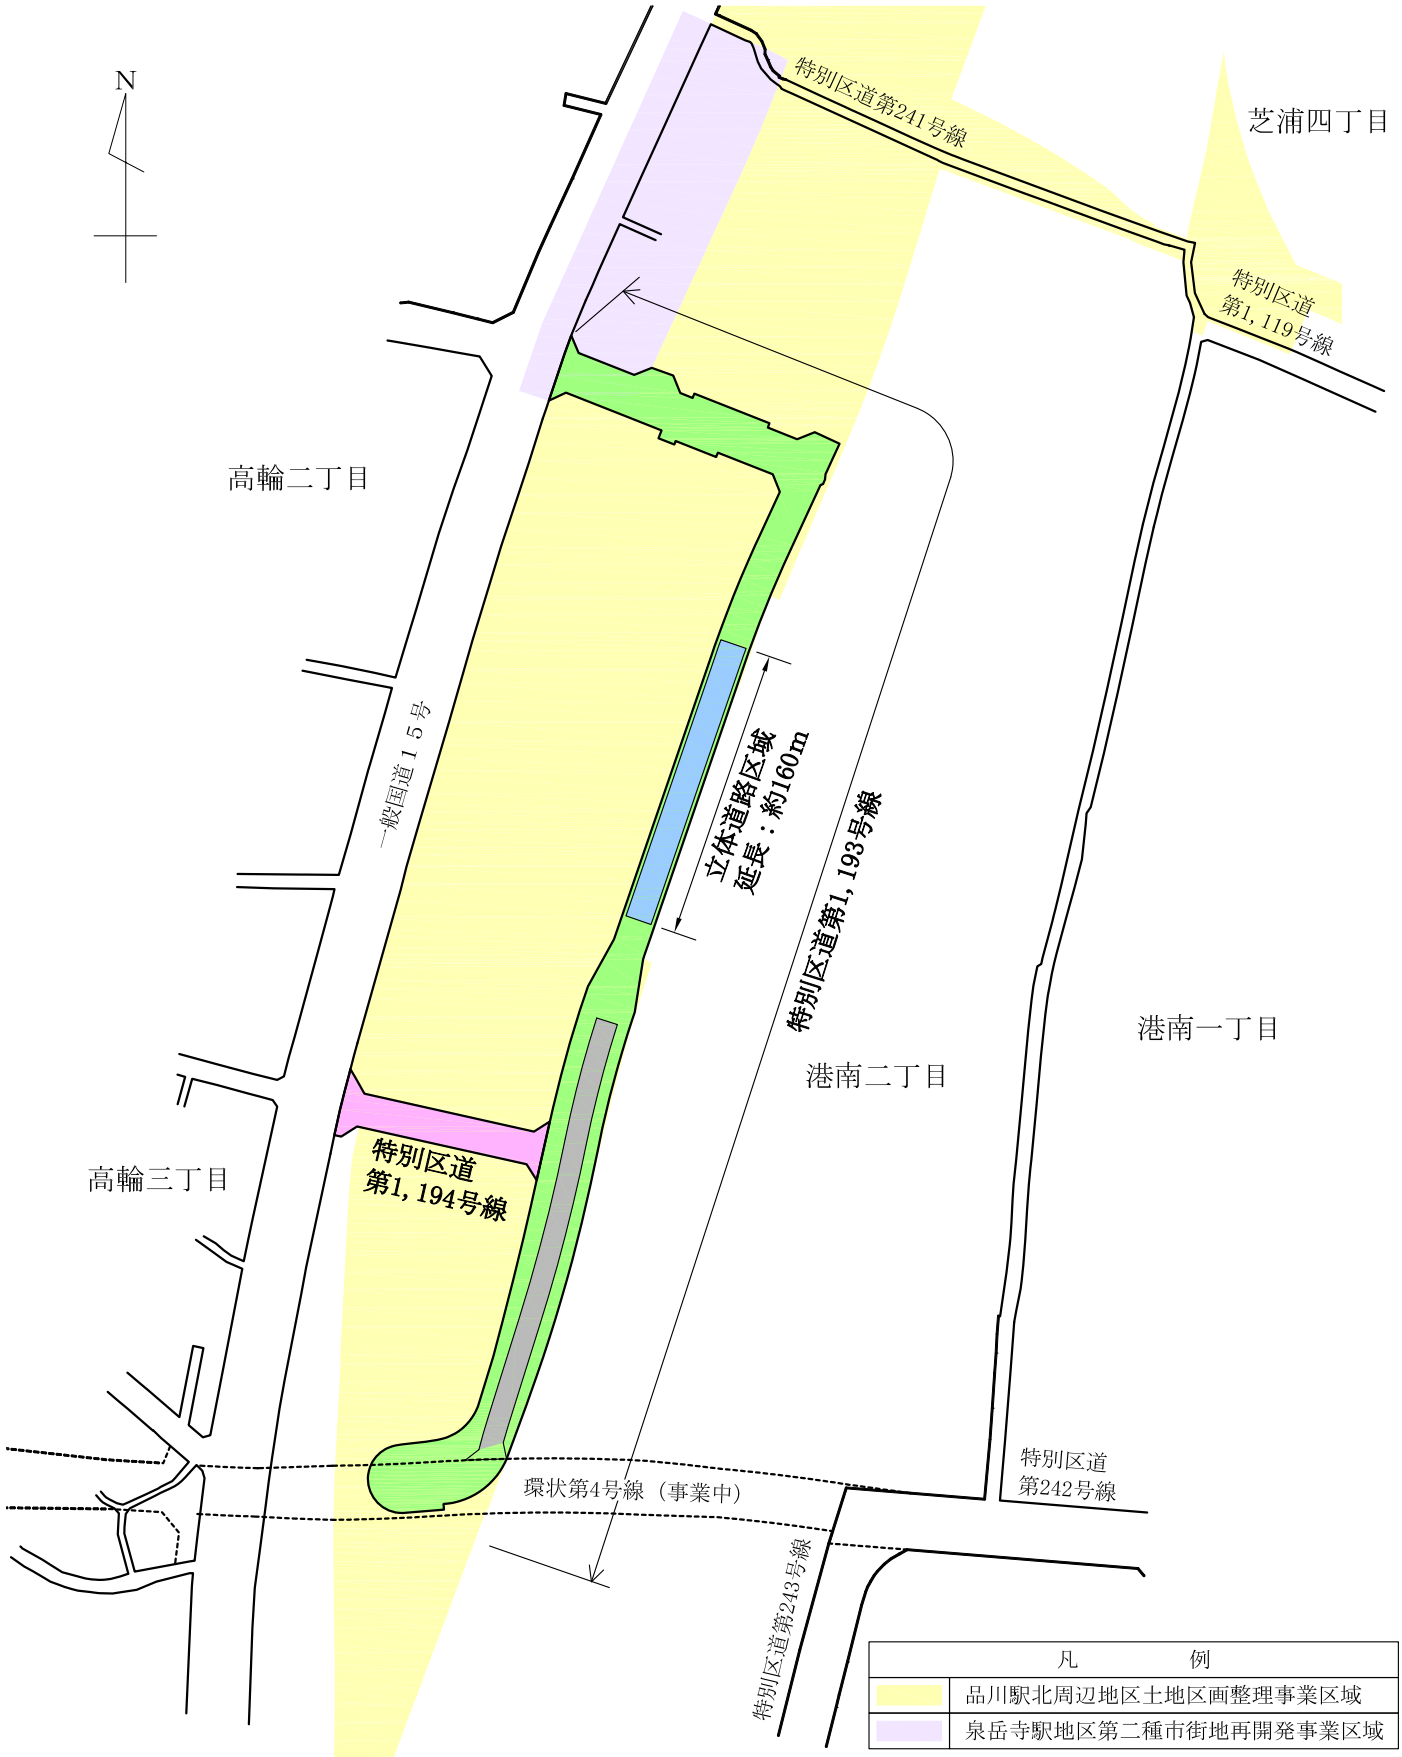 N
特別区道第241号線
芝浦四丁目
特別区道
第1,119号線
高輪二丁目
一般国道15号
立体道路区域
延長：約160m
特別区道第1,193号線
港南一丁目
港南二丁目
特別区道
第1,194号線
高輪三丁目
環状第4号線（事業中）
特別区道
第242号線
特別区道第243号線
凡　例
品川駅北周辺地区土地区画整理事業区域
泉岳寺駅地区第二種市街地再開発事業区域